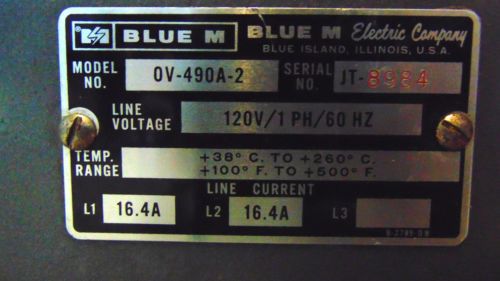 BLUE M BLUE M Electric Company
BLUE ISLAND, ILLINOIS, U.S.A.
MODEL NO. OV-490A-2 SERIAL NO. JT-8984
LINE VOLTAGE 120V/1 PH/60 HZ
TEMP. RANGE +38° C. TO +260° C.
+100° F. TO +500° F.
LINE CURRENT
L1 16.4A L2 16.4A L3